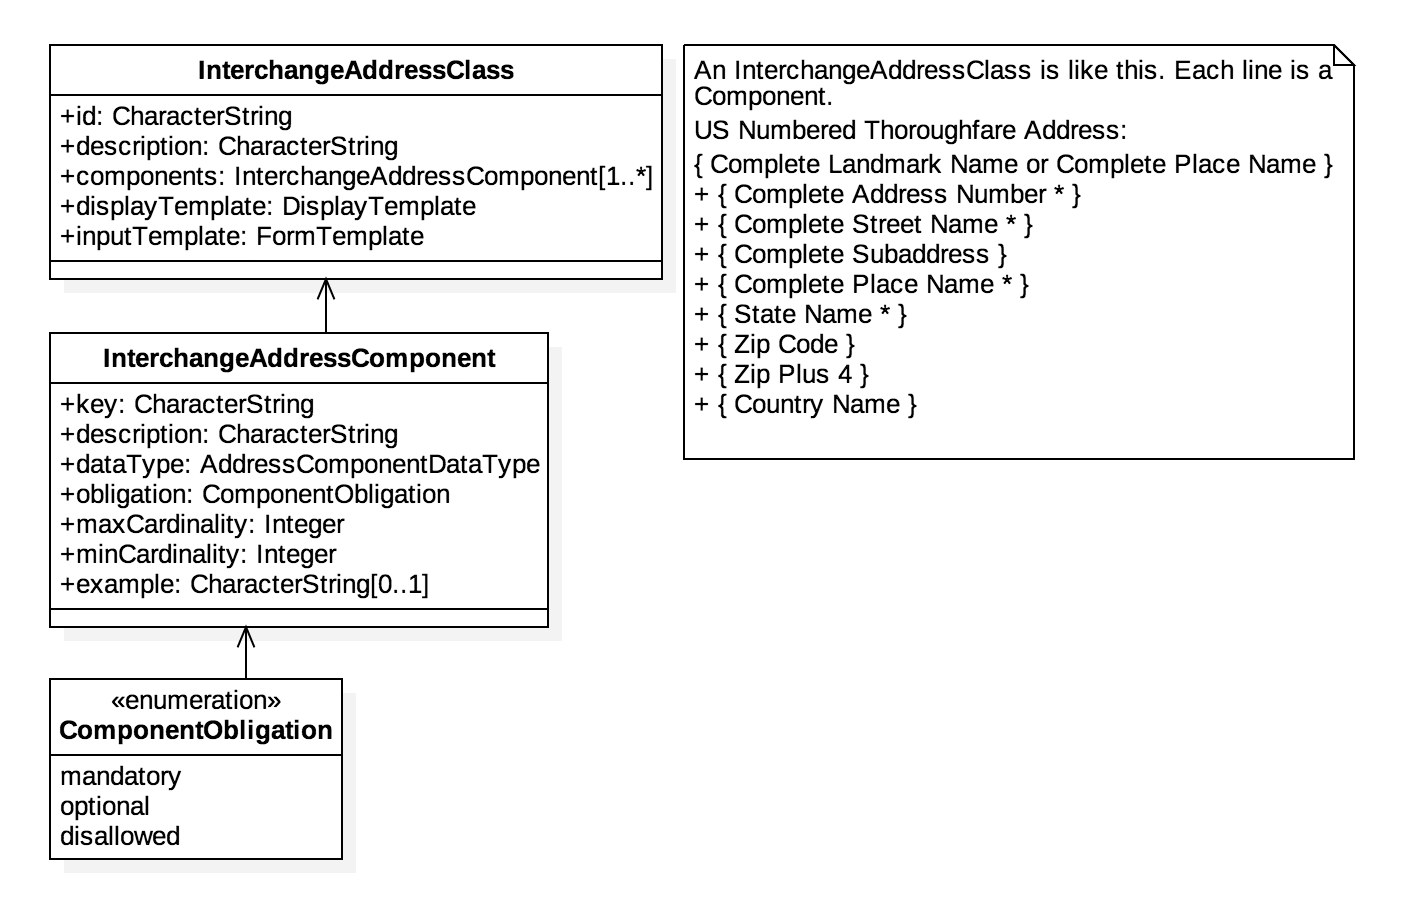 InterchangeAddressClass
+id: CharacterString
+description: CharacterString
+components: InterchangeAddressComponent[1..*]
+displayTemplate: DisplayTemplate
+inputTemplate: FormTemplate
An InterchangeAddressClass is like this. Each line is a
Component.
US Numbered Thoroughfare Address:
{ Complete Landmark Name or Complete Place Name }
+ { Complete Address Number * }
+ { Complete Street Name * }
+ { Complete Subaddress }
+ { Complete Place Name * }
+ { State Name * }
+ { Zip Code }
+ { Zip Plus 4 }
+ { Country Name }
InterchangeAddressComponent
+key: CharacterString
+description: CharacterString
+dataType: AddressComponentDataType
+obligation: ComponentObligation
+maxCardinality: Integer
+minCardinality: Integer
+example: CharacterString[0..1]
«enumeration»
ComponentObligation
mandatory
optional
disallowed